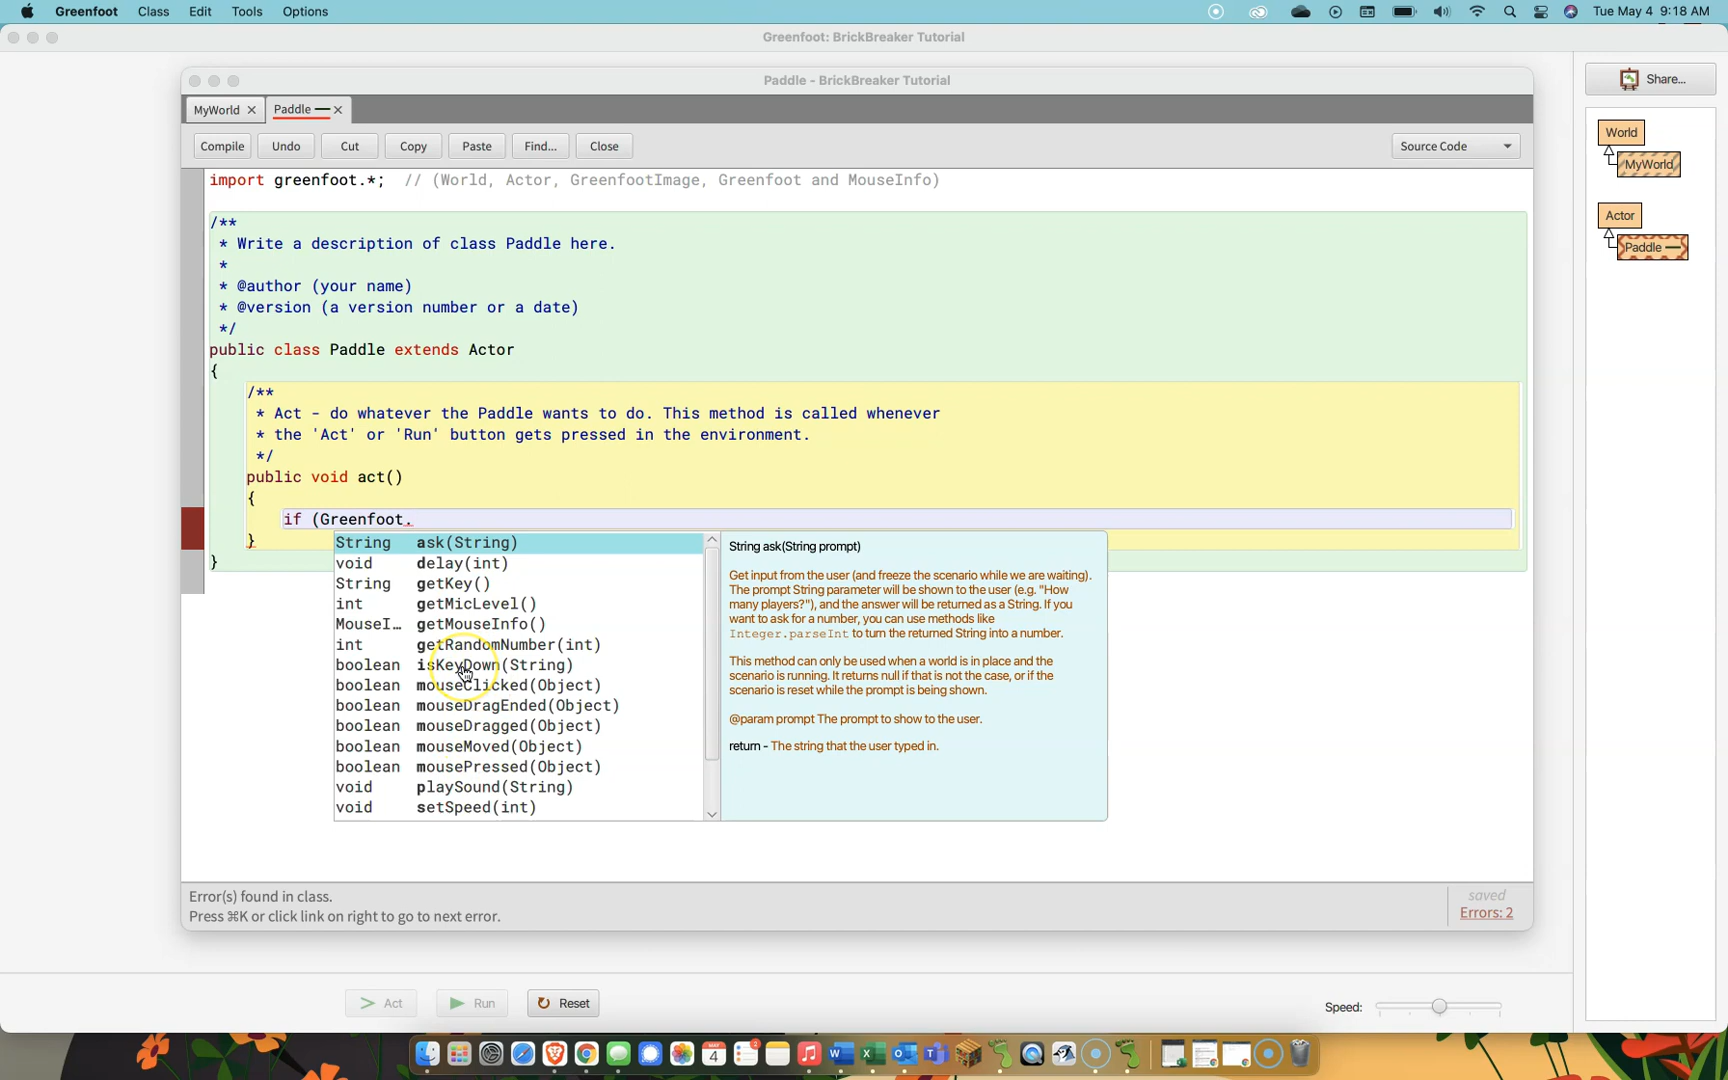 Greenfoot Class Edit Tools Options Tue May 4 9:18 AM
Greenfoot: BrickBreaker Tutorial
Paddle - BrickBreaker Tutorial
MyWorld Paddle
Compile Undo Cut Copy Paste Find... Close Source Code
import greenfoot.*; // (World, Actor, GreenfootImage, Greenfoot and MouseInfo)
/**
* Write a description of class Paddle here.
*
* @author (your name)
* @version (a version number or a date)
*/
public class Paddle extends Actor
{
/**
* Act - do whatever the Paddle wants to do. This method is called whenever
* the 'Act' or 'Run' button gets pressed in the environment.
*/
public void act()
{
if (Greenfoot.
}
}
String ask(String)
void delay(int)
String getKey()
int getMicLevel()
MouseI... getMouseInfo()
int getRandomNumber(int)
boolean isKeyDown(String)
boolean mouseClicked(Object)
boolean mouseDragEnded(Object)
boolean mouseDragged(Object)
boolean mouseMoved(Object)
boolean mousePressed(Object)
void playSound(String)
void setSpeed(int)
String ask(String prompt)
Get input from the user (and freeze the scenario while we are waiting).
The prompt String parameter will be shown to the user (e.g. "How
many players?"), and the answer will be returned as a String. If you
want to ask for a number, you can use methods like
Integer.parseInt to turn the returned String into a number.
This method can only be used when a world is in place and the
scenario is running. It returns null if that is not the case, or if the
scenario is reset while the prompt is being shown.
@param prompt The prompt to show to the user.
return - The string that the user typed in.
Error(s) found in class.
Press ⌘K or click link on right to go to next error.
saved
Errors: 2
Share...
World
MyWorld
Actor
Paddle
Act Run Reset Speed:
4
2